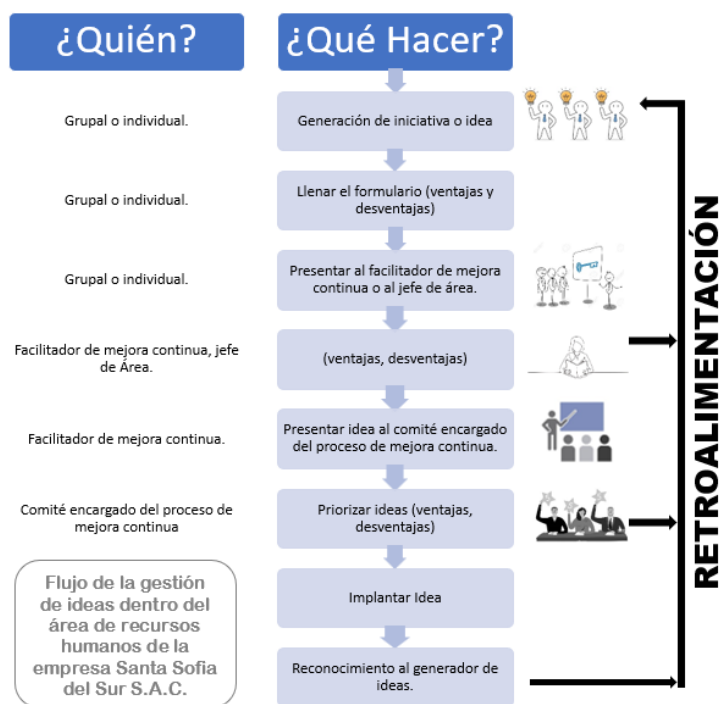 ¿Quién?
¿Qué Hacer?
Grupal o individual.
Generación de iniciativa o idea
Grupal o individual.
Llenar el formulario (ventajas y
desventajas)
Grupal o individual.
Presentar al facilitador de mejora
continua o al jefe de área.
Facilitador de mejora continua, jefe
de Área.
(ventajas, desventajas)
Facilitador de mejora continua.
Presentar idea al comité encargado
del proceso de mejora continua.
Comité encargado del proceso de
mejora continua
Priorizar ideas (ventajas,
desventajas)
Implantar Idea
Reconocimiento al generador de
ideas.
Flujo de la gestión
de ideas dentro del
área de recursos
humanos de la
empresa Santa Sofia
del Sur S.A.C.
RETROALIMENTACIÓN